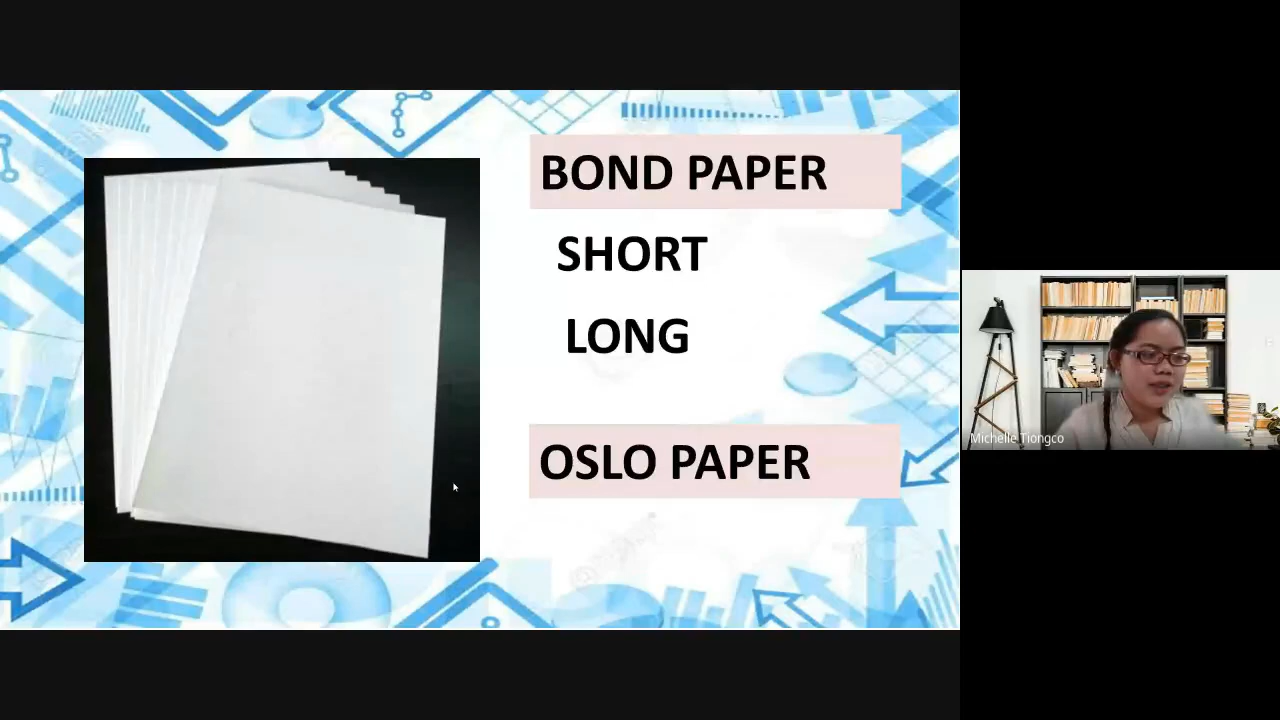 BOND PAPER
SHORT
LONG
OSLO PAPER
Michelle Tiongco